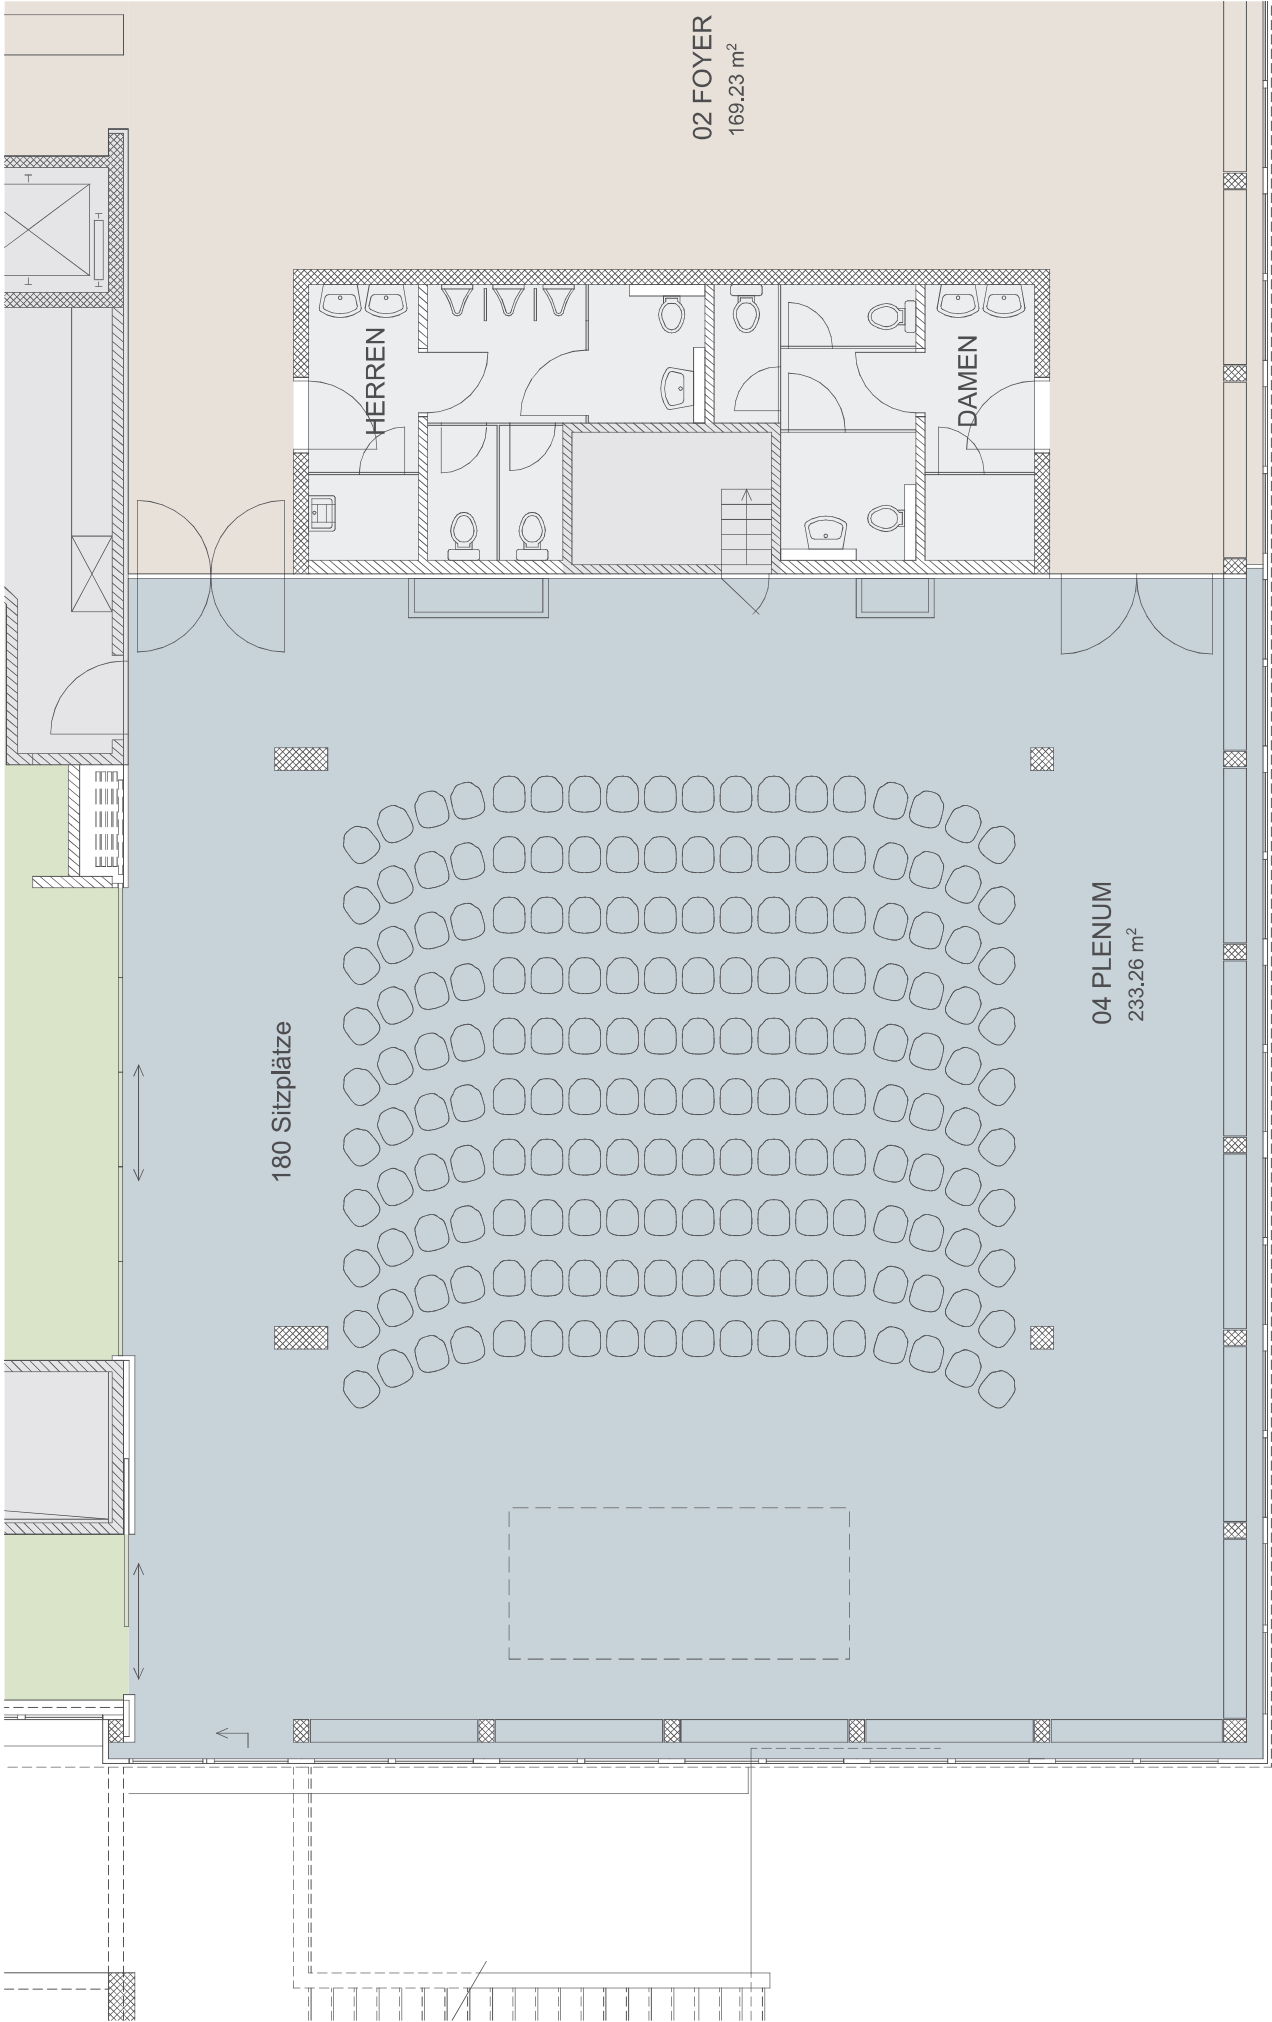 02 FOYER
169.23 m²
HERREN
DAMEN
180 Sitzplätze
04 PLENUM
233.26 m²